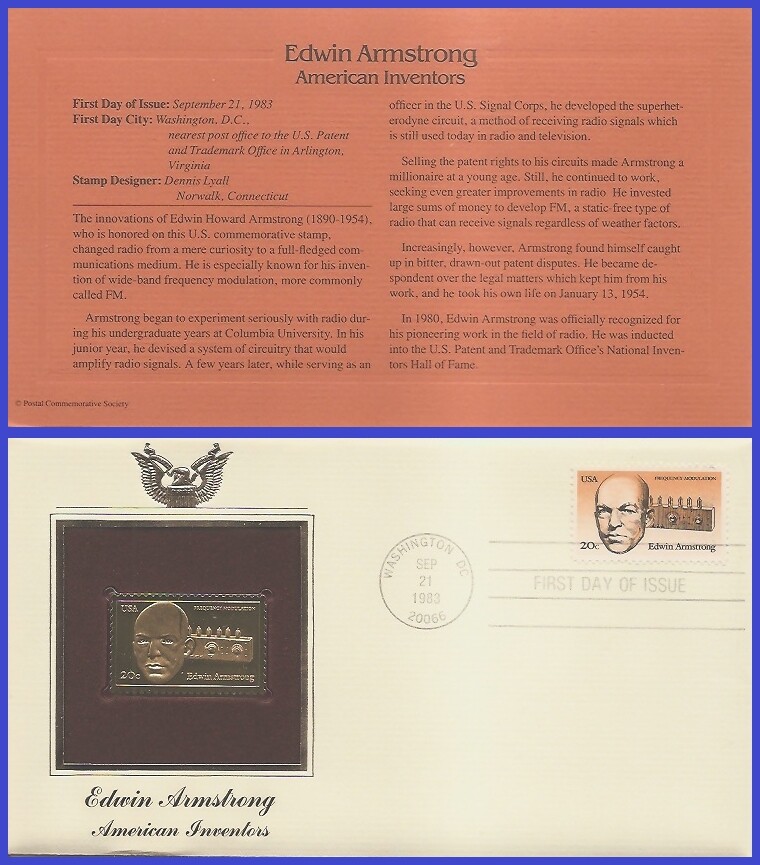 Edwin Armstrong
American Inventors
First Day of Issue: September 21, 1983
First Day City: Washington, D.C.,
nearest post office to the U.S. Patent
and Trademark Office in Arlington,
Virginia
Stamp Designer: Dennis Lyall
Norwalk, Connecticut
The innovations of Edwin Howard Armstrong (1890-1954),
who is honored on this U.S. commemorative stamp,
changed radio from a mere curiosity to a full-fledged com-
munications medium. He is especially known for his inven-
tion of wide-band frequency modulation, more commonly
called FM.
Armstrong began to experiment seriously with radio dur-
ing his undergraduate years at Columbia University. In his
junior year, he devised a system of circuitry that would
amplify radio signals. A few years later, while serving as an
officer in the U.S. Signal Corps, he developed the superhet-
erodyne circuit, a method of receiving radio signals which
is still used today in radio and television.
Selling the patent rights to his circuits made Armstrong a
millionaire at a young age. Still, he continued to work,
seeking even greater improvements in radio He invested
large sums of money to develop FM, a static-free type of
radio that can receive signals regardless of weather factors.
Increasingly, however, Armstrong found himself caught
up in bitter, drawn-out patent disputes. He became de-
spondent over the legal matters which kept him from his
work, and he took his own life on January 13, 1954.
In 1980, Edwin Armstrong was officially recognized for
his pioneering work in the field of radio. He was inducted
into the U.S. Patent and Trademark Office's National Inven-
tors Hall of Fame.
© Postal Commemorative Society
USA FREQUENCY MODULATION
20c Edwin Armstrong
WASHINGTON DC
SEP
21
1983
20066
FIRST DAY OF ISSUE
USA FREQUENCY MODULATION
20c Edwin Armstrong
Edwin Armstrong
American Inventors